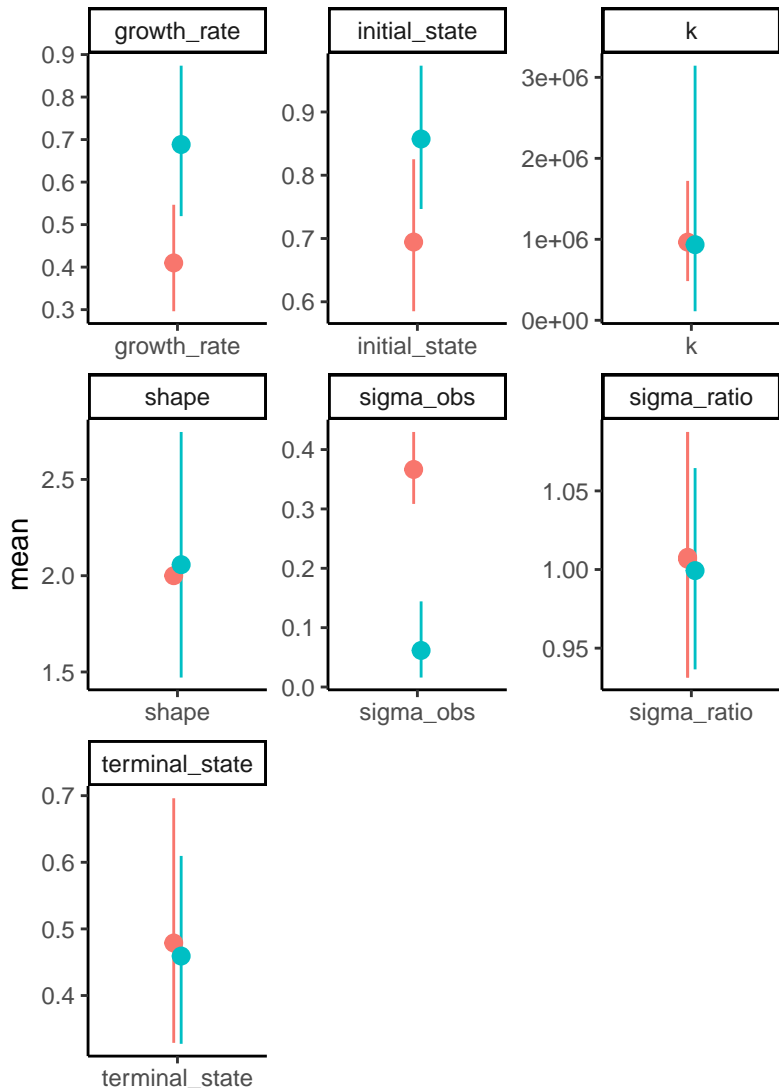 growth_rate
0.9
0.8
0.7
0.6
0.5
0.4
0.3
growth_rate
initial_state
0.9
0.8
0.7
0.6
initial_state
k
3e+06
2e+06
1e+06
0e+00
k
mean
shape
2.5
2.0
1.5
shape
sigma_obs
0.4
0.3
0.2
0.1
0.0
sigma_obs
sigma_ratio
1.05
1.00
0.95
sigma_ratio
terminal_state
0.7
0.6
0.5
0.4
terminal_state